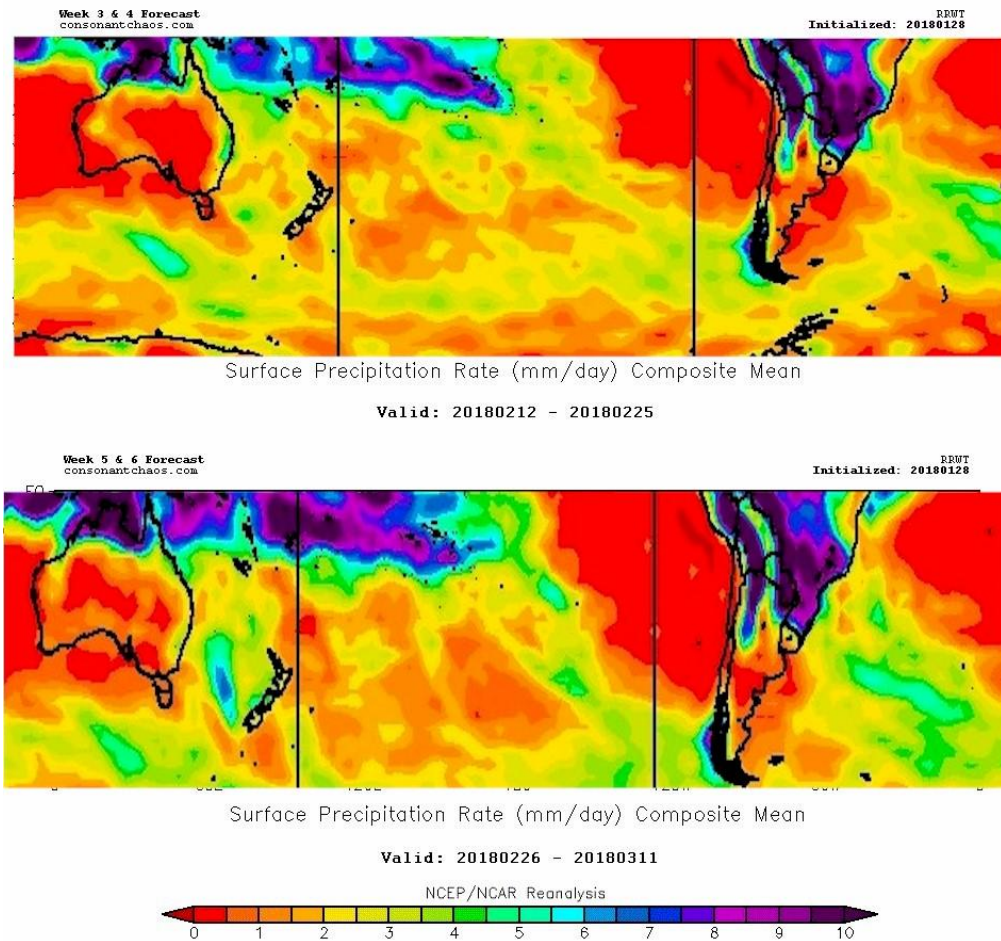 Week 3 & 4 Forecast
consonantchaos.com
RRWT
Initialized: 20180128
Surface Precipitation Rate (mm/day) Composite Mean
Valid: 20180212 - 20180225
Week 5 & 6 Forecast
consonantchaos.com
RRWT
Initialized: 20180128
Surface Precipitation Rate (mm/day) Composite Mean
Valid: 20180226 - 20180311
NCEP/NCAR Reanalysis
0 1 2 3 4 5 6 7 8 9 10